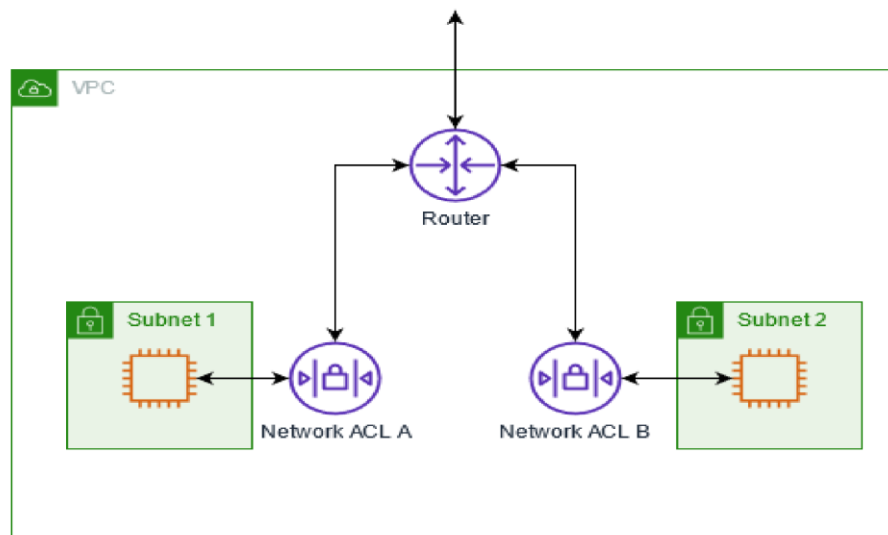 VPC
Router
Subnet 1
Subnet 2
Network ACL A
Network ACL B